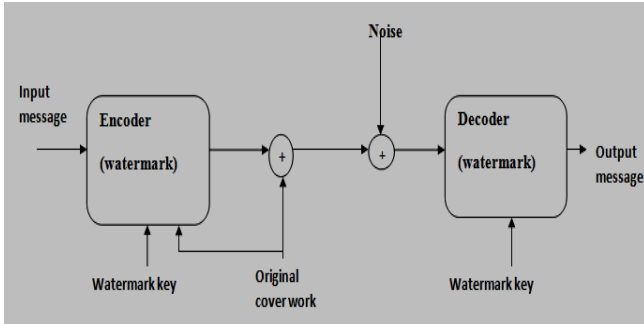 Noise
Input
message
Encoder
(watermark)
+
+
Decoder
(watermark)
Output
message
Watermark key
Original
cover work
Watermark key